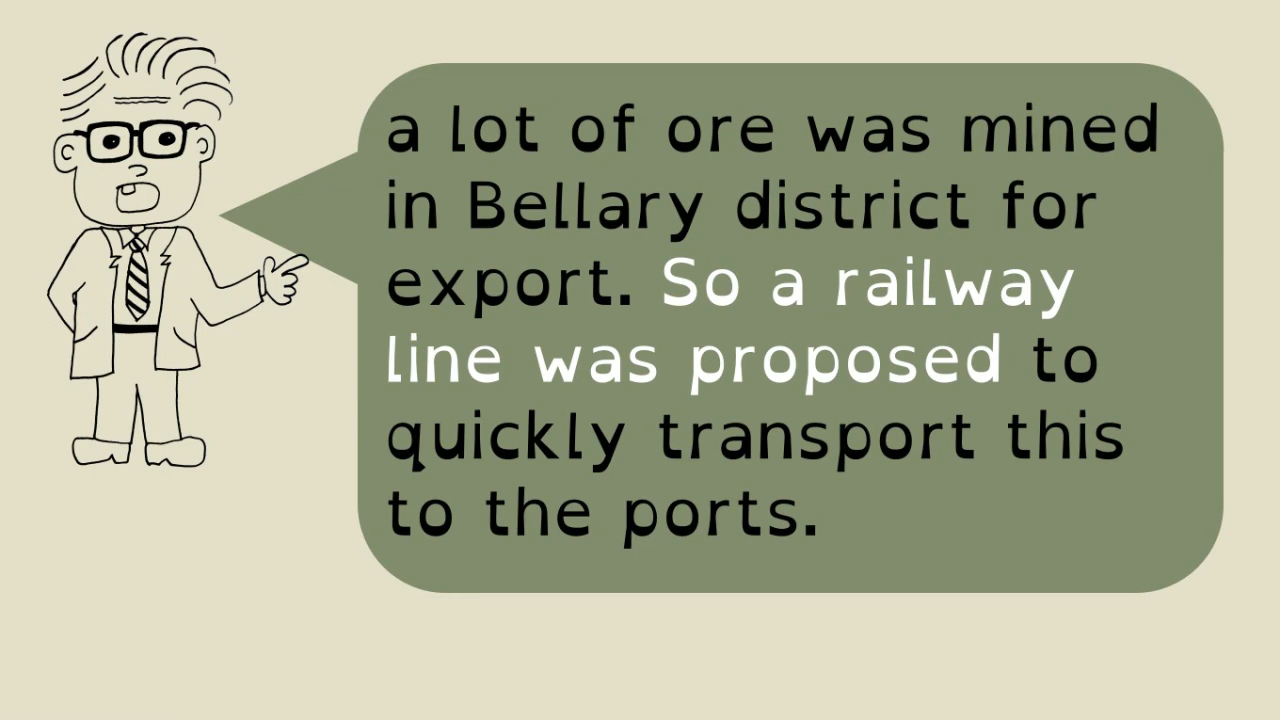 a lot of ore was mined
in Bellary district for
export. So a railway
line was proposed to
quickly transport this
to the ports.